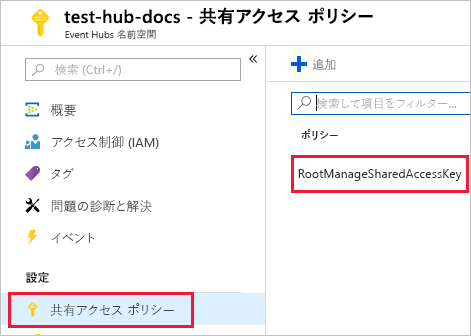 test-hub-docs - 共有アクセス ポリシー
Event Hubs 名前空間
検索 (Ctrl+/)
«
概要
アクセス制御 (IAM)
タグ
問題の診断と解決
イベント
設定
共有アクセス ポリシー
追加
検索して項目をフィルター...
ポリシー
RootManageSharedAccessKey